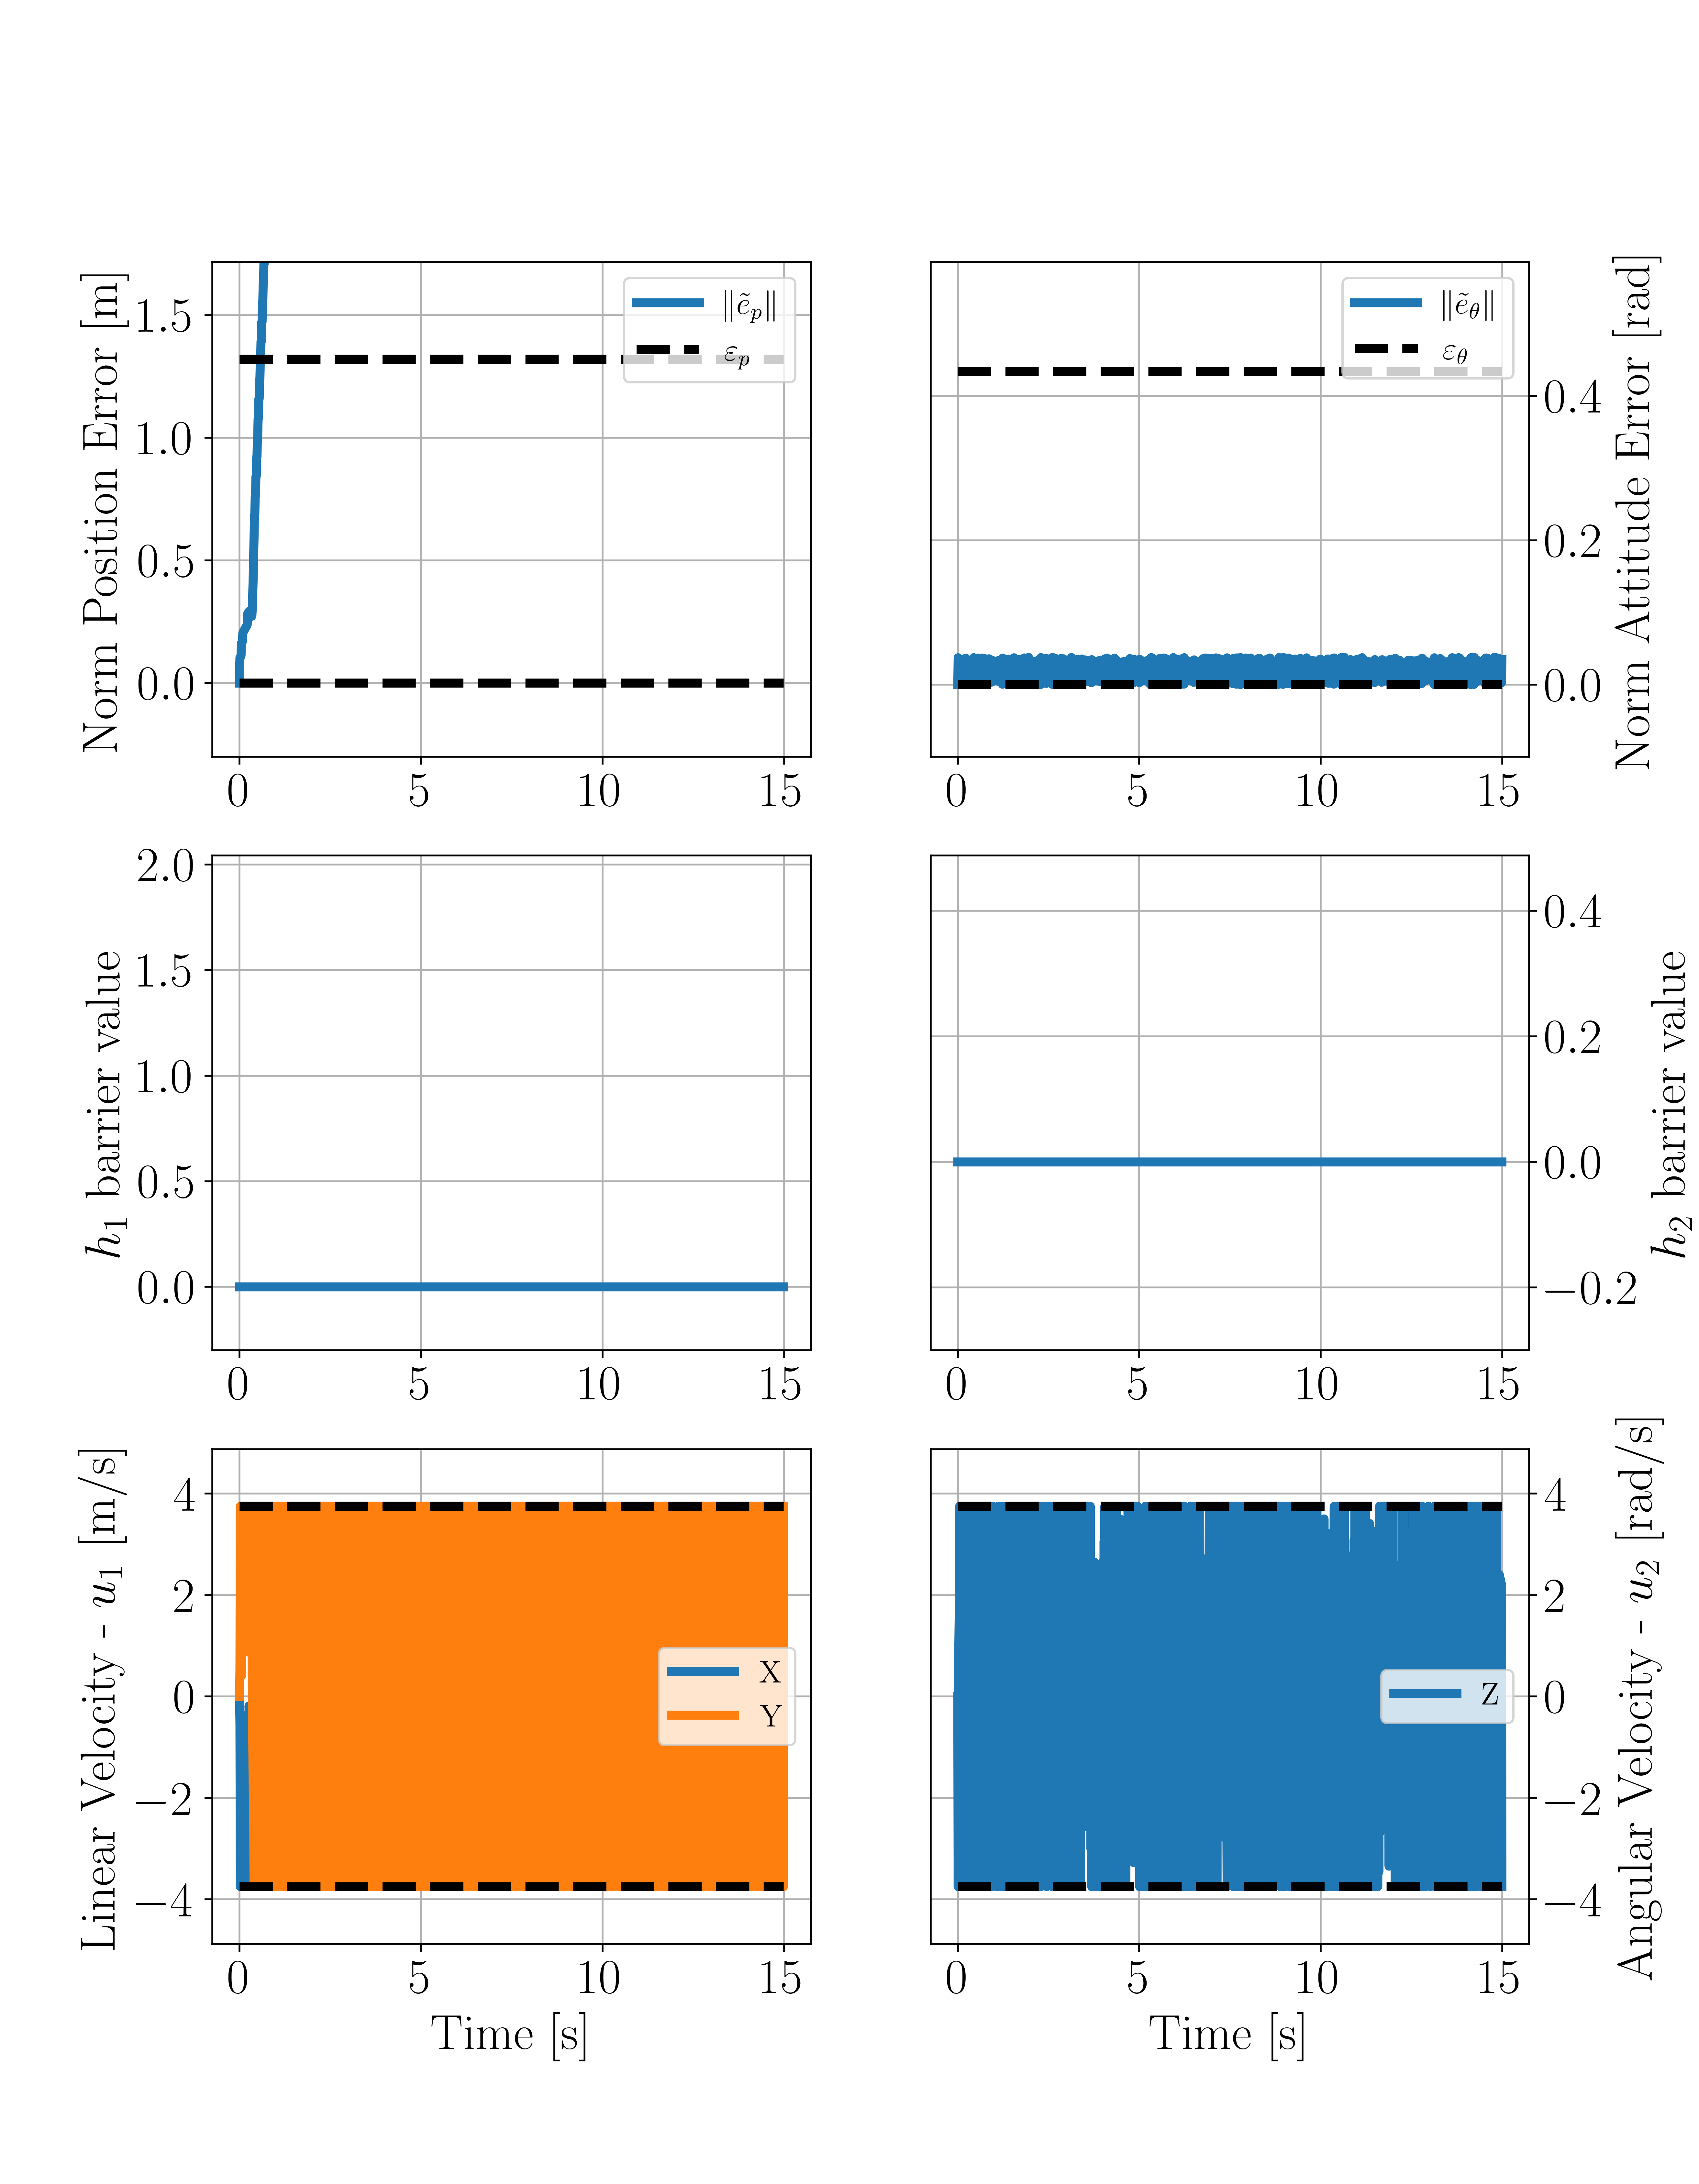 Norm Position Error [m]
1.5
1.0
0.5
0.0
0 5 10 15
‖ẽₚ‖
εₚ
Norm Attitude Error [rad]
0.4
0.2
0.0
0 5 10 15
‖ẽ_θ‖
ε_θ
h₁ barrier value
2.0
1.5
1.0
0.5
0.0
0 5 10 15
h₂ barrier value
0.4
0.2
0.0
−0.2
0 5 10 15
Linear Velocity - u₁ [m/s]
4
2
0
−2
−4
0 5 10 15
X
Y
Time [s]
Angular Velocity - u₂ [rad/s]
4
2
0
−2
−4
0 5 10 15
Z
Time [s]